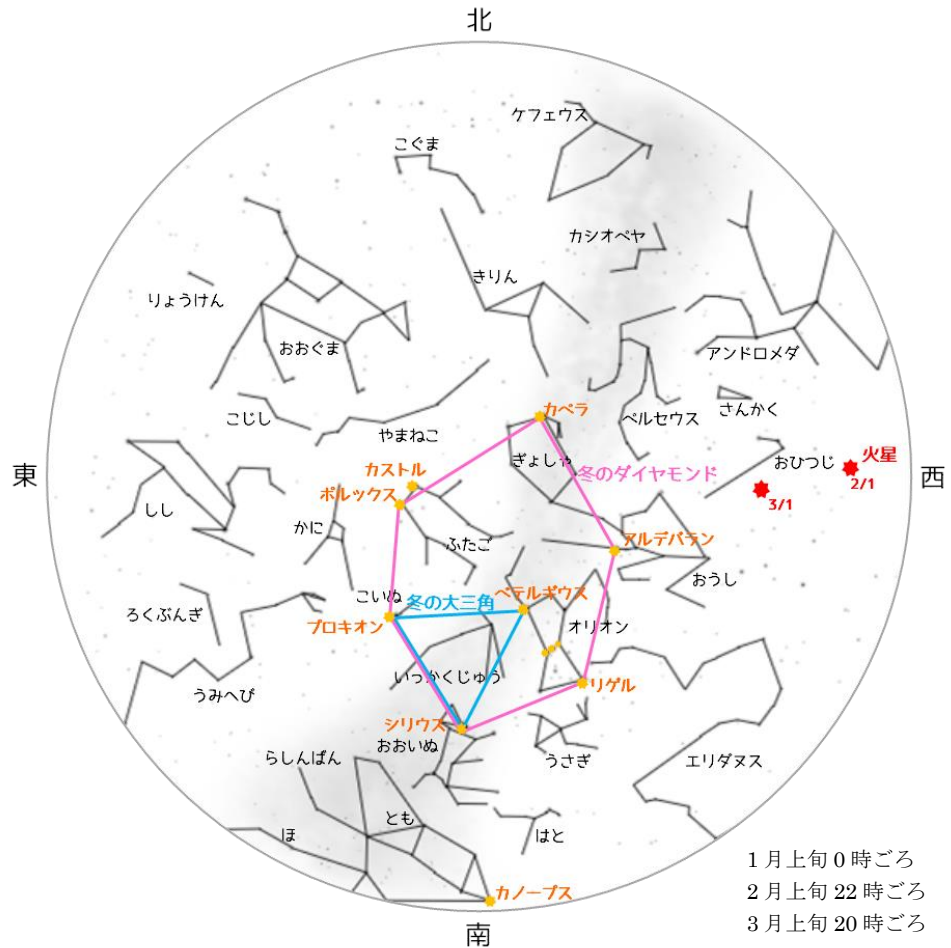 北
ケフェウス
こぐま
カシオペヤ
きりん
りょうけん
おおぐま
アンドロメダ
こじし
やまねこ
カペラ
ペルセウス
さんかく
ぎょしゃ
冬のダイヤモンド
おひつじ
火星
2/1
3/1
東
西
カストル
ポルックス
しし
かに
ふたご
アルデバラン
おうし
ろくぶんぎ
こいぬ
冬の大三角
ベテルギウス
プロキオン
オリオン
うみへび
いっかくじゅう
リゲル
シリウス
おおいぬ
うさぎ
エリダヌス
らしんばん
とも
ほ
はと
カノープス
南
1月上旬0時ごろ
2月上旬22時ごろ
3月上旬20時ごろ